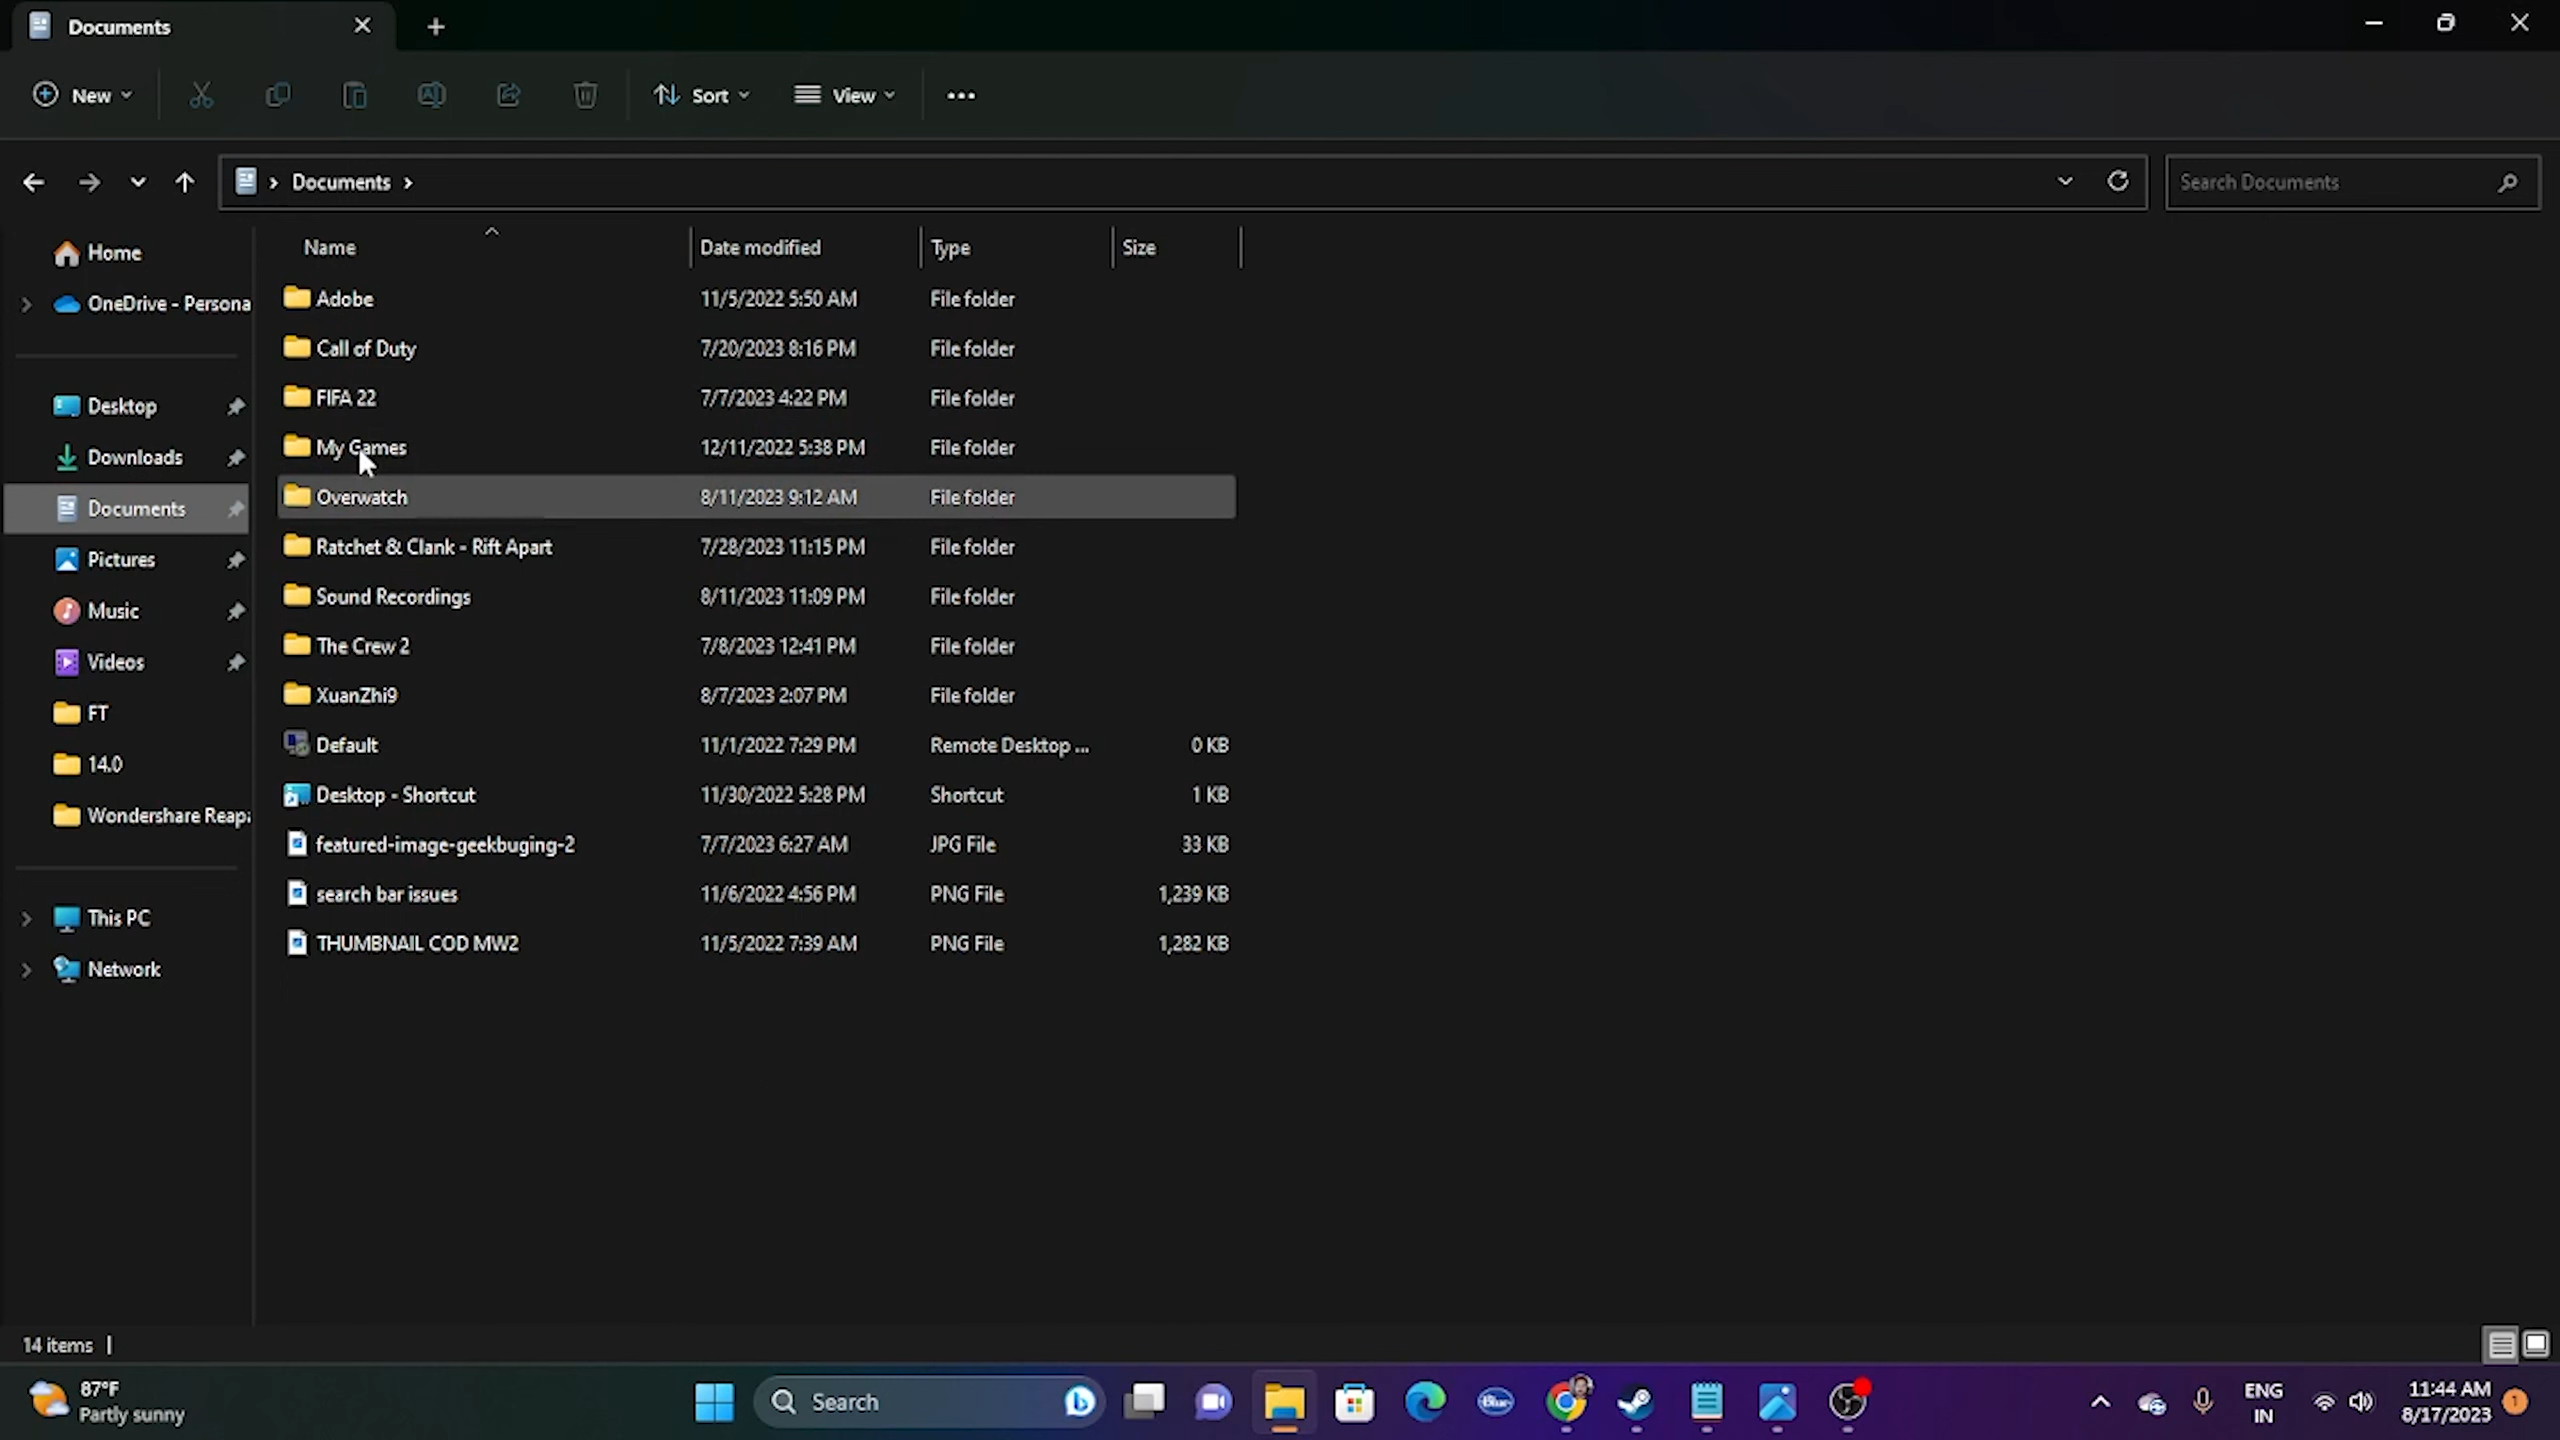 Documents
New
Sort
View
Documents
Search Documents
Name Date modified Type Size
Home
OneDrive - Persona
Desktop
Downloads
Documents
Pictures
Music
Videos
FT
14.0
Wondershare Reap
This PC
Network
Adobe 11/5/2022 5:50 AM File folder
Call of Duty 7/20/2023 8:16 PM File folder
FIFA 22 7/7/2023 4:22 PM File folder
My Games 12/11/2022 5:38 PM File folder
Overwatch 8/11/2023 9:12 AM File folder
Ratchet & Clank - Rift Apart 7/28/2023 11:15 PM File folder
Sound Recordings 8/11/2023 11:09 PM File folder
The Crew 2 7/8/2023 12:41 PM File folder
XuanZhi9 8/7/2023 2:07 PM File folder
Default 11/1/2022 7:29 PM Remote Desktop ... 0 KB
Desktop - Shortcut 11/30/2022 5:28 PM Shortcut 1 KB
featured-image-geekbuging-2 7/7/2023 6:27 AM JPG File 33 KB
search bar issues 11/6/2022 4:56 PM PNG File 1,239 KB
THUMBNAIL COD MW2 11/5/2022 7:39 AM PNG File 1,282 KB
14 items
87°F
Partly sunny
Search
Blue
ENG
IN
11:44 AM
8/17/2023
1